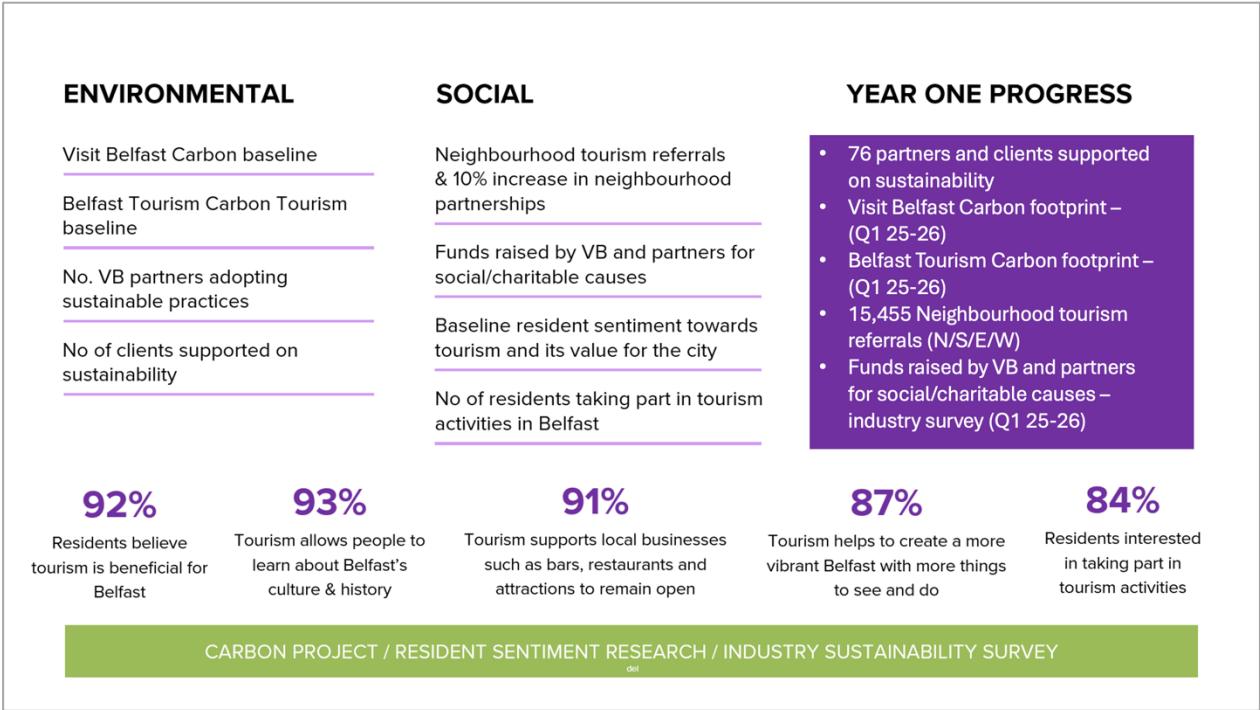 ENVIRONMENTAL
Visit Belfast Carbon baseline
Belfast Tourism Carbon Tourism
baseline
No. VB partners adopting
sustainable practices
No of clients supported on
sustainability
SOCIAL
Neighbourhood tourism referrals
& 10% increase in neighbourhood
partnerships
Funds raised by VB and partners for
social/charitable causes
Baseline resident sentiment towards
tourism and its value for the city
No of residents taking part in tourism
activities in Belfast
YEAR ONE PROGRESS
• 76 partners and clients supported
on sustainability
• Visit Belfast Carbon footprint –
(Q1 25-26)
• Belfast Tourism Carbon footprint –
(Q1 25-26)
• 15,455 Neighbourhood tourism
referrals (N/S/E/W)
• Funds raised by VB and partners
for social/charitable causes –
industry survey (Q1 25-26)
92%
Residents believe
tourism is beneficial for
Belfast
93%
Tourism allows people to
learn about Belfast's
culture & history
91%
Tourism supports local businesses
such as bars, restaurants and
attractions to remain open
87%
Tourism helps to create a more
vibrant Belfast with more things
to see and do
84%
Residents interested
in taking part in
tourism activities
CARBON PROJECT / RESIDENT SENTIMENT RESEARCH / INDUSTRY SUSTAINABILITY SURVEY
del